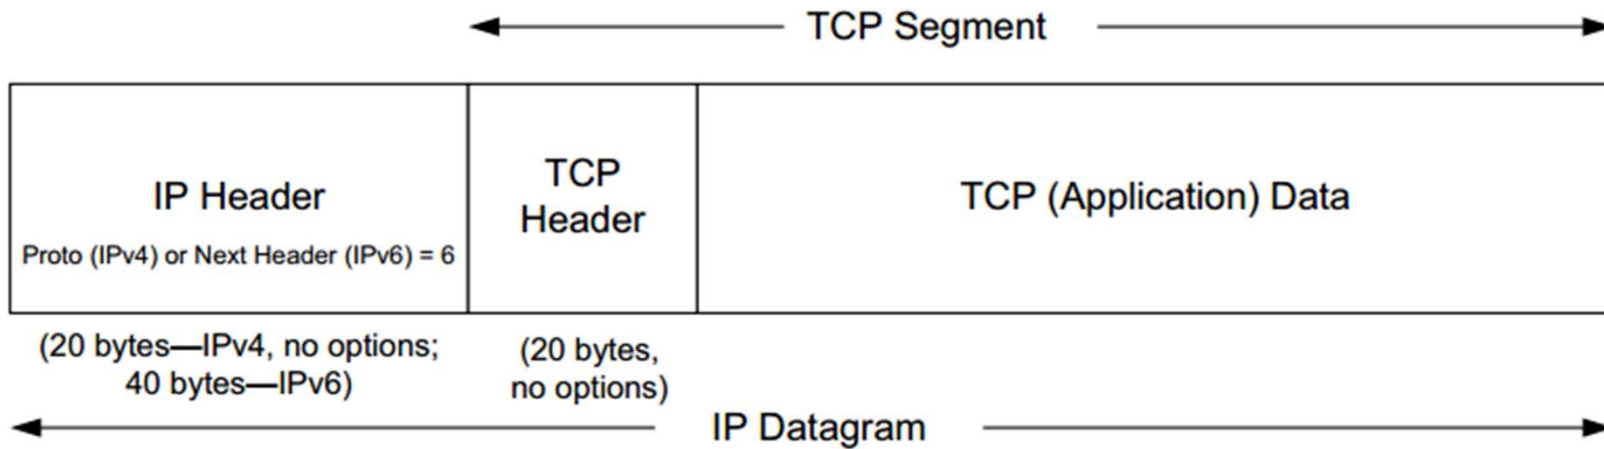 TCP Segment
IP Header
Proto (IPv4) or Next Header (IPv6) = 6
TCP
Header
TCP (Application) Data
(20 bytes—IPv4, no options;
40 bytes—IPv6)
(20 bytes,
no options)
IP Datagram